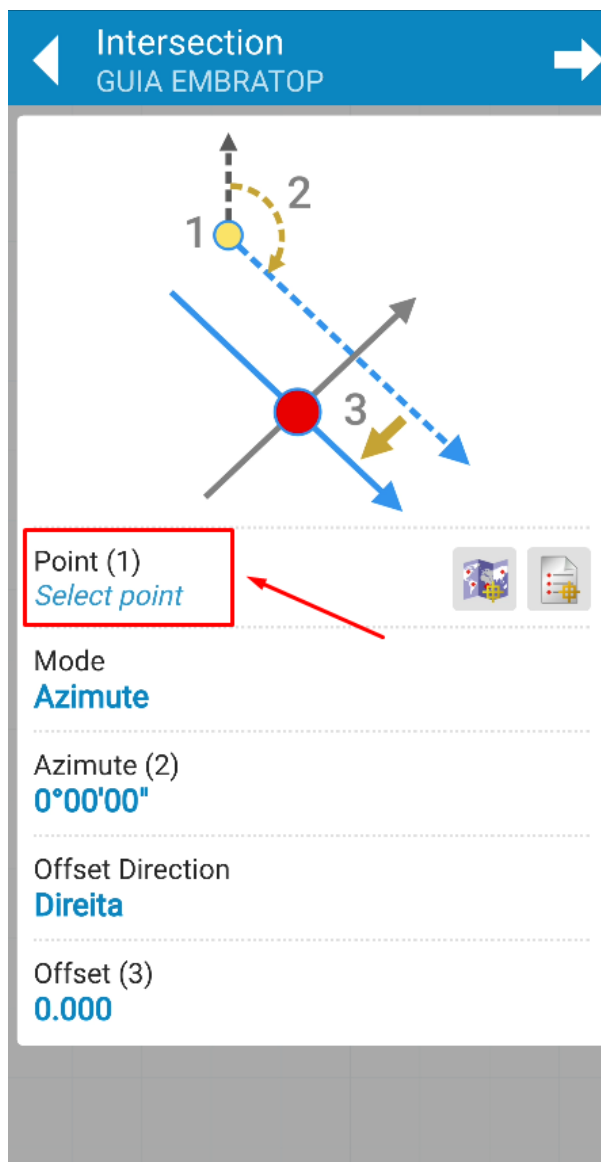 Intersection
GUIA EMBRATOP
2
1
3
Point (1)
Select point
Mode
Azimute
Azimute (2)
0°00'00"
Offset Direction
Direita
Offset (3)
0.000